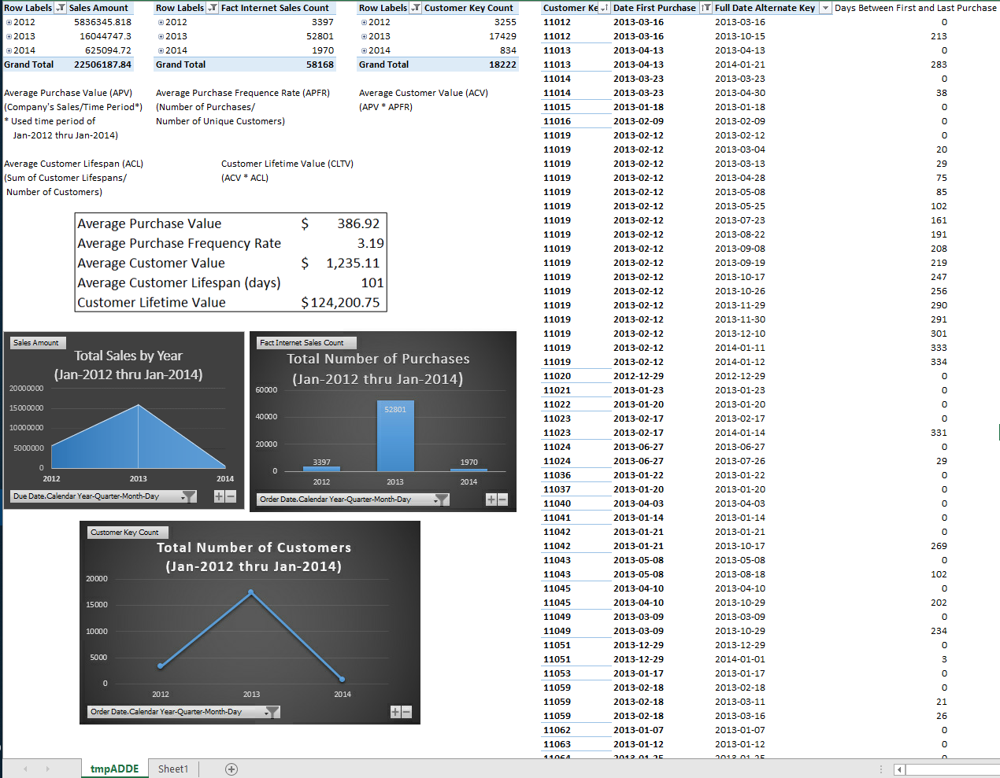 Row Labels Sales Amount
2012 5836345.818
2013 16044747.3
2014 625094.72
Grand Total 22506187.84
Row Labels Fact Internet Sales Count
2012 3397
2013 52801
2014 1970
Grand Total 58168
Row Labels Customer Key Count
2012 3255
2013 17429
2014 834
Grand Total 18222
Average Purchase Value (APV)
(Company's Sales/Time Period*)
* Used time period of
Jan-2012 thru Jan-2014)
Average Purchase Frequence Rate (APFR)
(Number of Purchases/
Number of Unique Customers)
Average Customer Value (ACV)
(APV * APFR)
Average Customer Lifespan (ACL)
(Sum of Customer Lifespans/
Number of Customers)
Customer Lifetime Value (CLTV)
(ACV * ACL)
Average Purchase Value $ 386.92
Average Purchase Frequency Rate 3.19
Average Customer Value $ 1,235.11
Average Customer Lifespan (days) 101
Customer Lifetime Value $124,200.75
Sales Amount
Total Sales by Year
(Jan-2012 thru Jan-2014)
20000000
15000000
10000000
5000000
0
2012 2013 2014
Due Date.Calendar Year-Quarter-Month-Day
Fact Internet Sales Count
Total Number of Purchases
(Jan-2012 thru Jan-2014)
60000
52801
40000
20000
3397 1970
0
2012 2013 2014
Order Date.Calendar Year-Quarter-Month-Day
Customer Key Count
Total Number of Customers
(Jan-2012 thru Jan-2014)
20000
15000
10000
5000
0
2012 2013 2014
Order Date.Calendar Year-Quarter-Month-Day
Customer Ke Date First Purchase Full Date Alternate Key Days Between First and Last Purchase
11012 2013-03-16 2013-03-16 0
11012 2013-03-16 2013-10-15 213
11013 2013-04-13 2013-04-13 0
11013 2013-04-13 2014-01-21 283
11014 2013-03-23 2013-03-23 0
11014 2013-03-23 2013-04-30 38
11015 2013-01-18 2013-01-18 0
11016 2013-02-09 2013-02-09 0
11019 2013-02-12 2013-02-12 0
11019 2013-02-12 2013-03-04 20
11019 2013-02-12 2013-03-13 29
11019 2013-02-12 2013-04-28 75
11019 2013-02-12 2013-05-08 85
11019 2013-02-12 2013-05-25 102
11019 2013-02-12 2013-07-23 161
11019 2013-02-12 2013-08-22 191
11019 2013-02-12 2013-09-08 208
11019 2013-02-12 2013-09-19 219
11019 2013-02-12 2013-10-17 247
11019 2013-02-12 2013-10-26 256
11019 2013-02-12 2013-11-29 290
11019 2013-02-12 2013-11-30 291
11019 2013-02-12 2013-12-10 301
11019 2013-02-12 2014-01-11 333
11019 2013-02-12 2014-01-12 334
11020 2012-12-29 2012-12-29 0
11021 2013-01-23 2013-01-23 0
11022 2013-01-20 2013-01-20 0
11023 2013-02-17 2013-02-17 0
11023 2013-02-17 2014-01-14 331
11024 2013-06-27 2013-06-27 0
11024 2013-06-27 2013-07-26 29
11036 2013-01-22 2013-01-22 0
11037 2013-01-20 2013-01-20 0
11040 2013-04-03 2013-04-03 0
11041 2013-01-14 2013-01-14 0
11042 2013-01-21 2013-01-21 0
11042 2013-01-21 2013-10-17 269
11043 2013-05-08 2013-05-08 0
11043 2013-05-08 2013-08-18 102
11045 2013-04-10 2013-04-10 0
11045 2013-04-10 2013-10-29 202
11049 2013-03-09 2013-03-09 0
11049 2013-03-09 2013-10-29 234
11051 2013-12-29 2013-12-29 0
11051 2013-12-29 2014-01-01 3
11053 2013-01-17 2013-01-17 0
11059 2013-02-18 2013-02-18 0
11059 2013-02-18 2013-03-11 21
11059 2013-02-18 2013-03-16 26
11062 2013-01-07 2013-01-07 0
11063 2013-01-12 2013-01-12 0
tmpADDE Sheet1